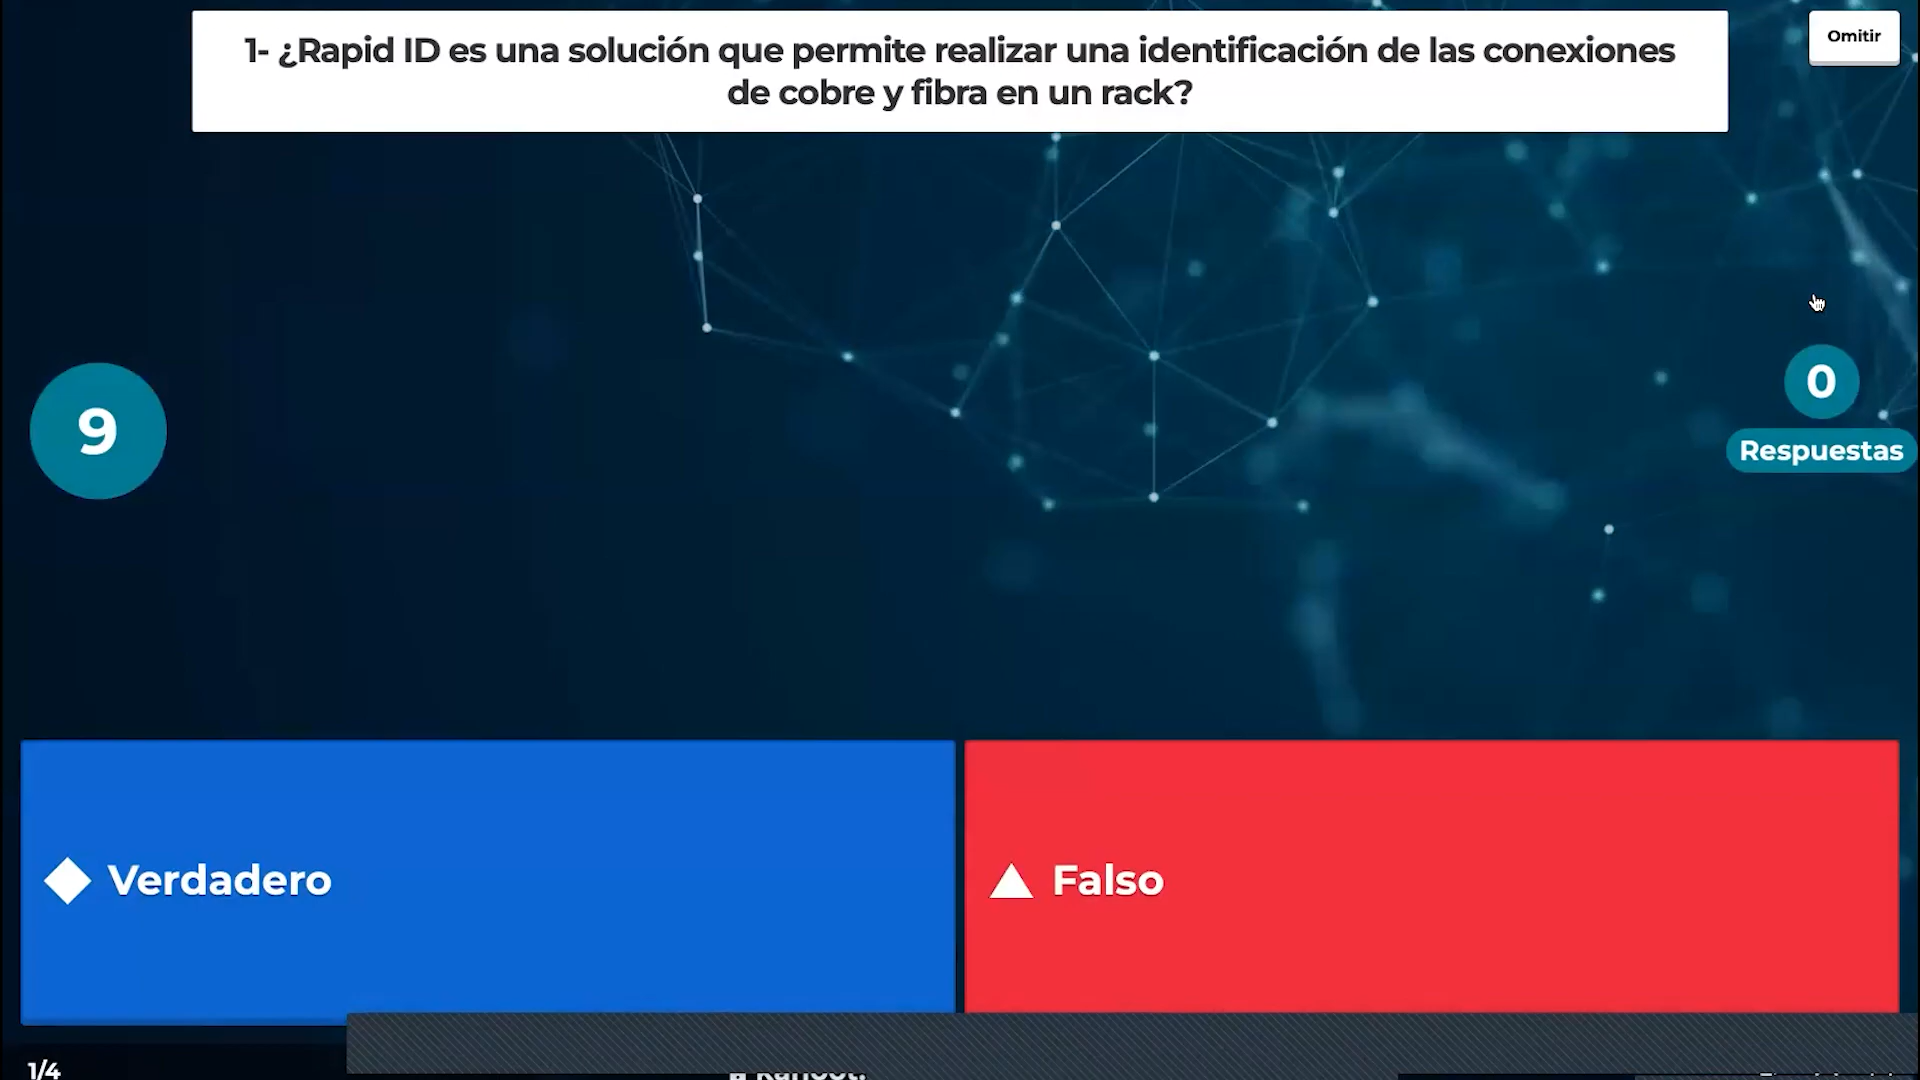 1- ¿Rapid ID es una solución que permite realizar una identificación de las conexiones
de cobre y fibra en un rack?
Omitir
9
0
Respuestas
Verdadero
Falso
1/4